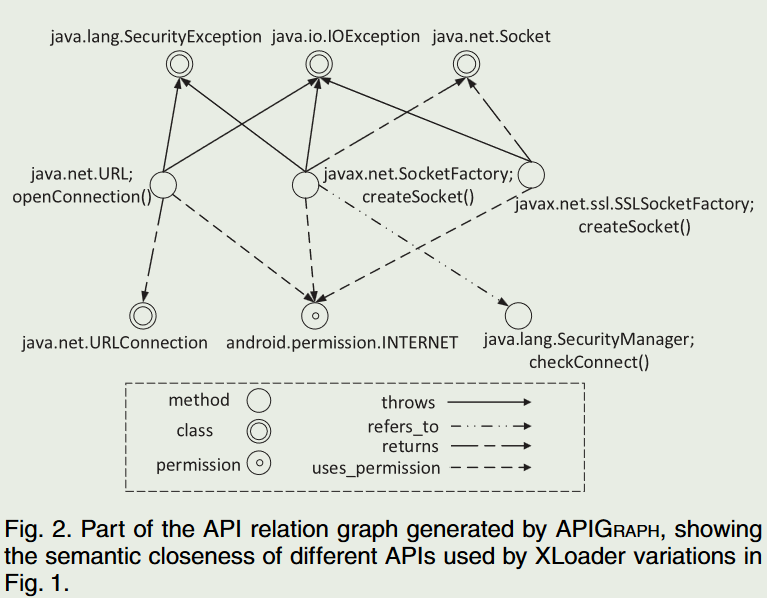 java.lang.SecurityException java.io.IOException java.net.Socket
java.net.URL;
openConnection()
javax.net.SocketFactory;
createSocket()
javax.net.ssl.SSLSocketFactory;
createSocket()
java.net.URLConnection
android.permission.INTERNET
java.lang.SecurityManager;
checkConnect()
method
class
permission
throws
refers_to
returns
uses_permission
Fig. 2. Part of the API relation graph generated by APIGRAPH, showing
the semantic closeness of different APIs used by XLoader variations in
Fig. 1.